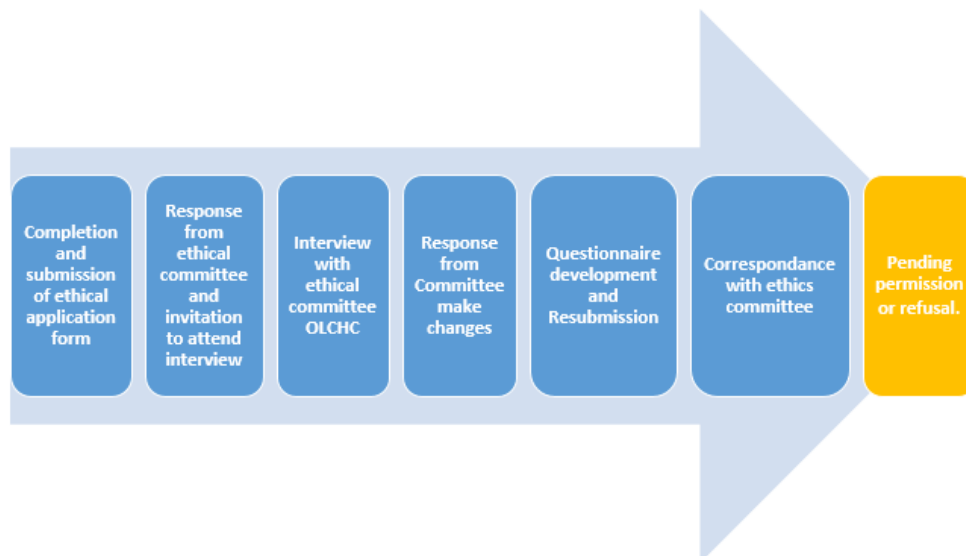 Completion
and
submission
of ethical
application
form
Response
from
ethical
committee
and
invitation
to attend
interview
Interview
with
ethical
committee
OLCHC
Response
from
Committee
make
changes
Questionnaire
development
and
Resubmission
Correspondance
with ethics
committee
Pending
permission
or refusal.